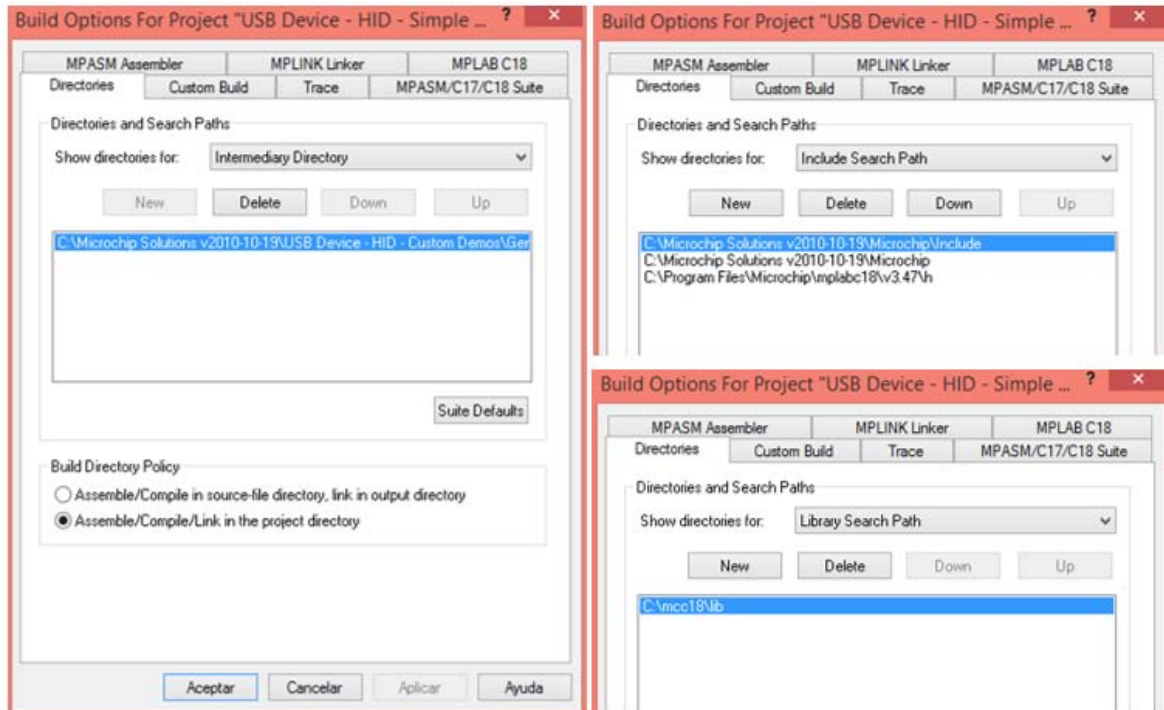 Build Options For Project "USB Device - HID - Simple ... ? ×
MPASM Assembler MPLINK Linker MPLAB C18
Directories Custom Build Trace MPASM/C17/C18 Suite
Directories and Search Paths
Show directories for: Intermediary Directory
New Delete Down Up
C:\Microchip Solutions v2010-10-19\USB Device - HID - Custom Demos\Ger
Suite Defaults
Build Directory Policy
Assemble/Compile in source-file directory, link in output directory
Assemble/Compile/Link in the project directory
Aceptar Cancelar Aplicar Ayuda
Build Options For Project "USB Device - HID - Simple ... ? ×
MPASM Assembler MPLINK Linker MPLAB C18
Directories Custom Build Trace MPASM/C17/C18 Suite
Directories and Search Paths
Show directories for: Include Search Path
New Delete Down Up
C:\Microchip Solutions v2010-10-19\Microchip\Include
C:\Microchip Solutions v2010-10-19\Microchip
C:\Program Files\Microchip\mplabc18\v3.47\h
Build Options For Project "USB Device - HID - Simple ... ? ×
MPASM Assembler MPLINK Linker MPLAB C18
Directories Custom Build Trace MPASM/C17/C18 Suite
Directories and Search Paths
Show directories for: Library Search Path
New Delete Down Up
C:\mcc18\lib